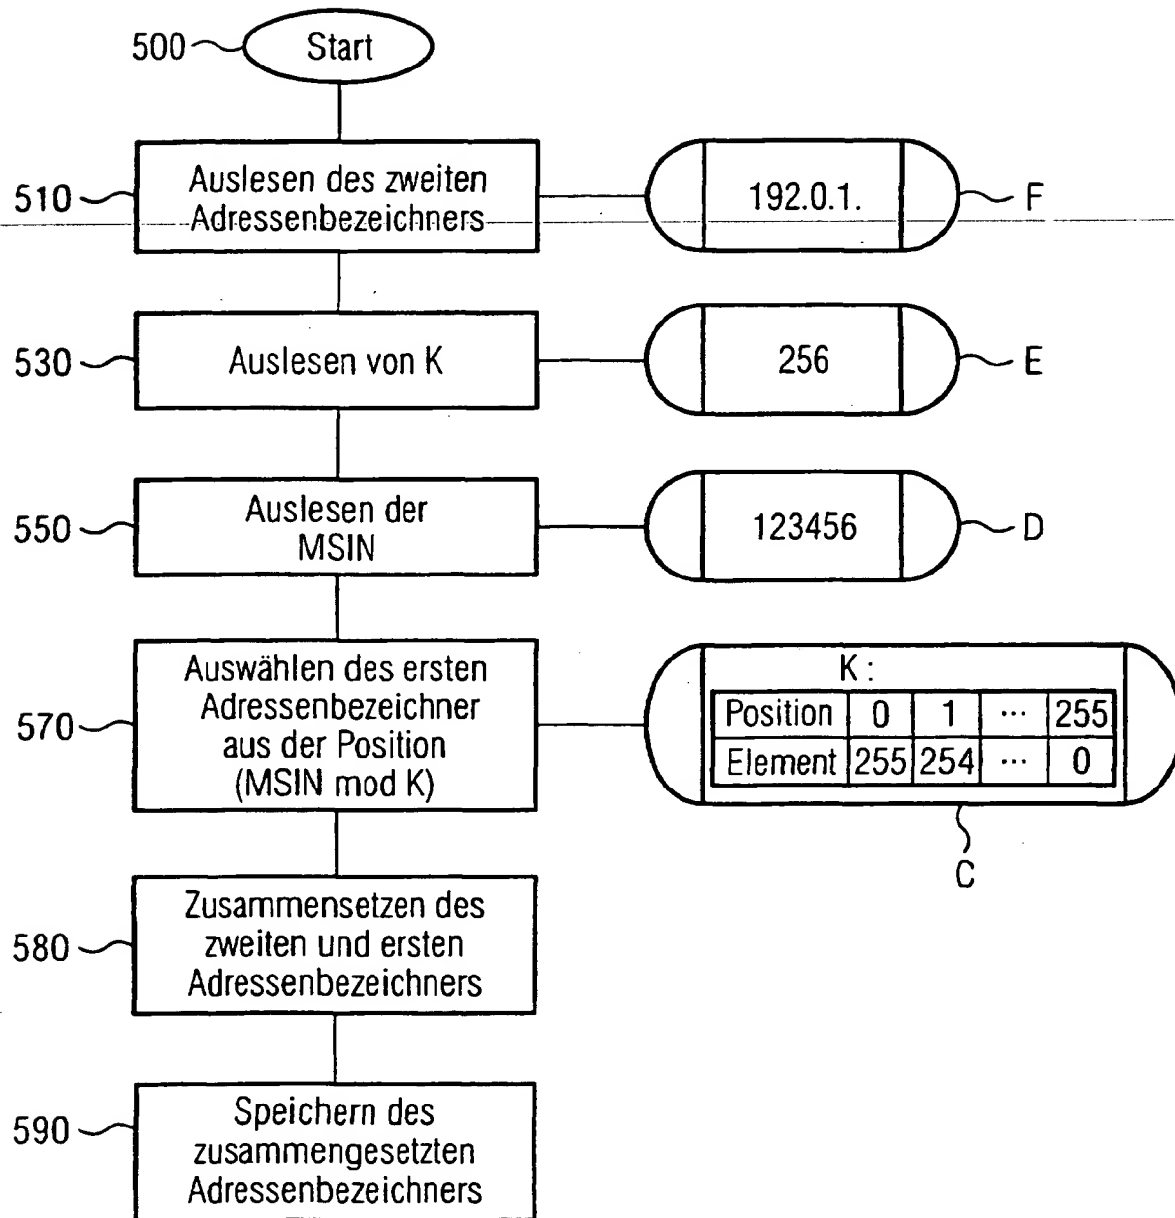 500
Start
510
Auslesen des zweiten
Adressenbezeichners
192.0.1.
F
530
Auslesen von K
256
E
550
Auslesen der
MSIN
123456
D
570
Auswählen des ersten
Adressenbezeichner
aus der Position
(MSIN mod K)
K :
Position 0 1 ... 255
Element 255 254 ... 0
C
580
Zusammensetzen des
zweiten und ersten
Adressenbezeichners
590
Speichern des
zusammengesetzten
Adressenbezeichners